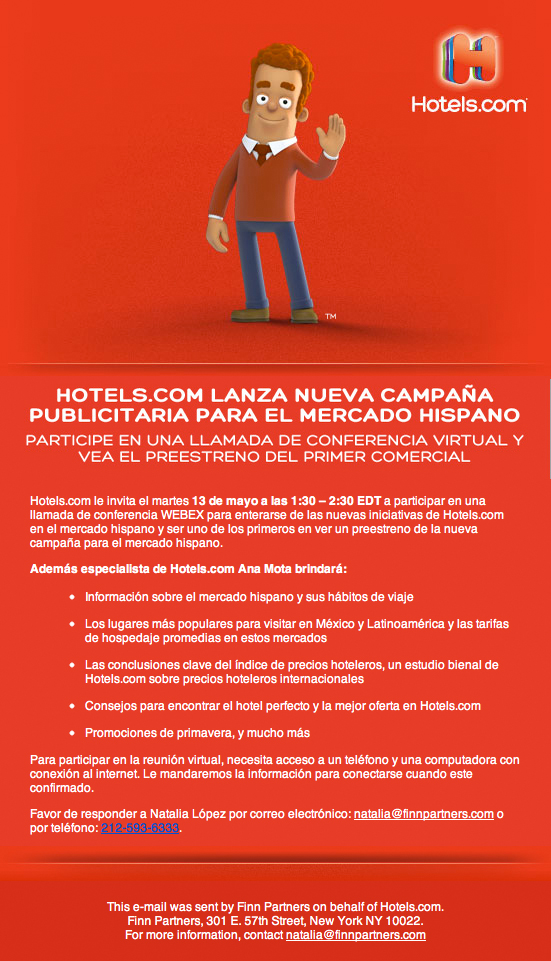 Hotels.com
TM
HOTELS.COM LANZA NUEVA CAMPAÑA
PUBLICITARIA PARA EL MERCADO HISPANO
PARTICIPE EN UNA LLAMADA DE CONFERENCIA VIRTUAL Y
VEA EL PREESTRENO DEL PRIMER COMERCIAL
Hotels.com le invita el martes 13 de mayo a las 1:30 – 2:30 EDT a participar en una
llamada de conferencia WEBEX para enterarse de las nuevas iniciativas de Hotels.com
en el mercado hispano y ser uno de los primeros en ver un preestreno de la nueva
campaña para el mercado hispano.
Además especialista de Hotels.com Ana Mota brindará:
• Información sobre el mercado hispano y sus hábitos de viaje
• Los lugares más populares para visitar en México y Latinoamérica y las tarifas
de hospedaje promedias en estos mercados
• Las conclusiones clave del índice de precios hoteleros, un estudio bienal de
Hotels.com sobre precios hoteleros internacionales
• Consejos para encontrar el hotel perfecto y la mejor oferta en Hotels.com
• Promociones de primavera, y mucho más
Para participar en la reunión virtual, necesita acceso a un teléfono y una computadora con
conexión al internet. Le mandaremos la información para conectarse cuando este
confirmado.
Favor de responder a Natalia López por correo electrónico: natalia@finnpartners.com o
por teléfono: 212-593-6333.
This e-mail was sent by Finn Partners on behalf of Hotels.com.
Finn Partners, 301 E. 57th Street, New York NY 10022.
For more information, contact natalia@finnpartners.com